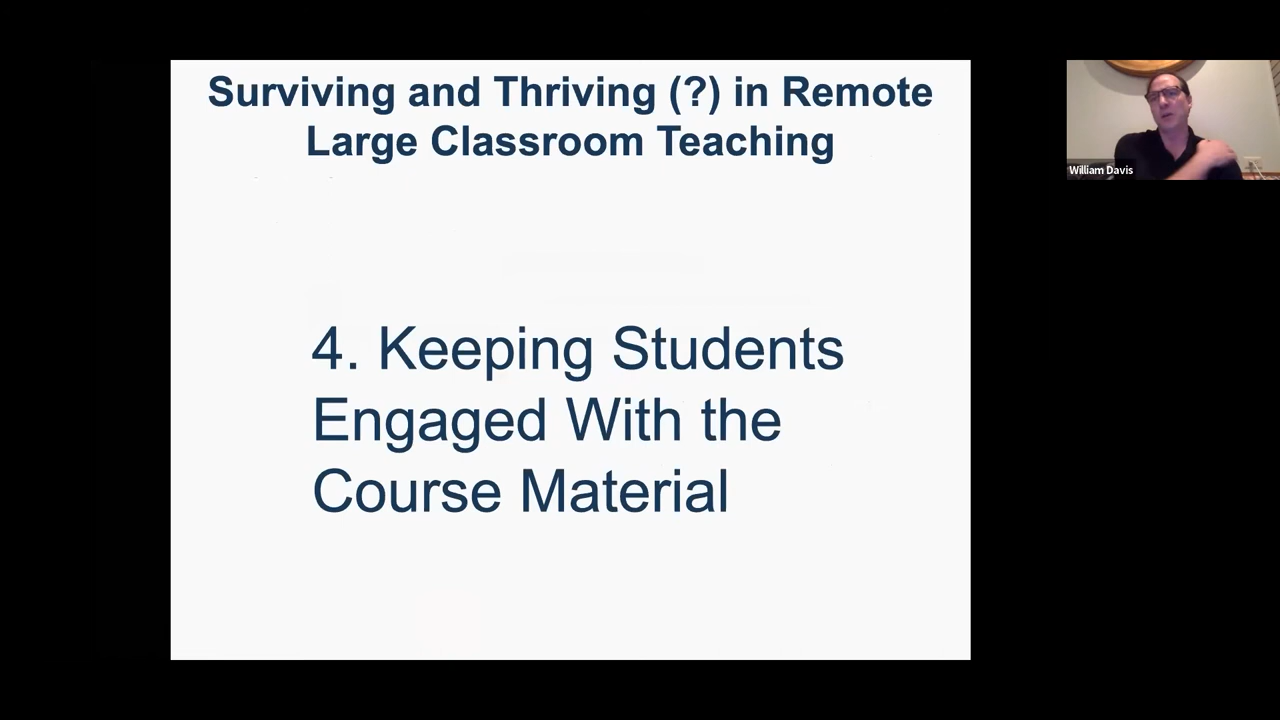 Surviving and Thriving (?) in Remote
Large Classroom Teaching
4. Keeping Students
Engaged With the
Course Material
William Davis